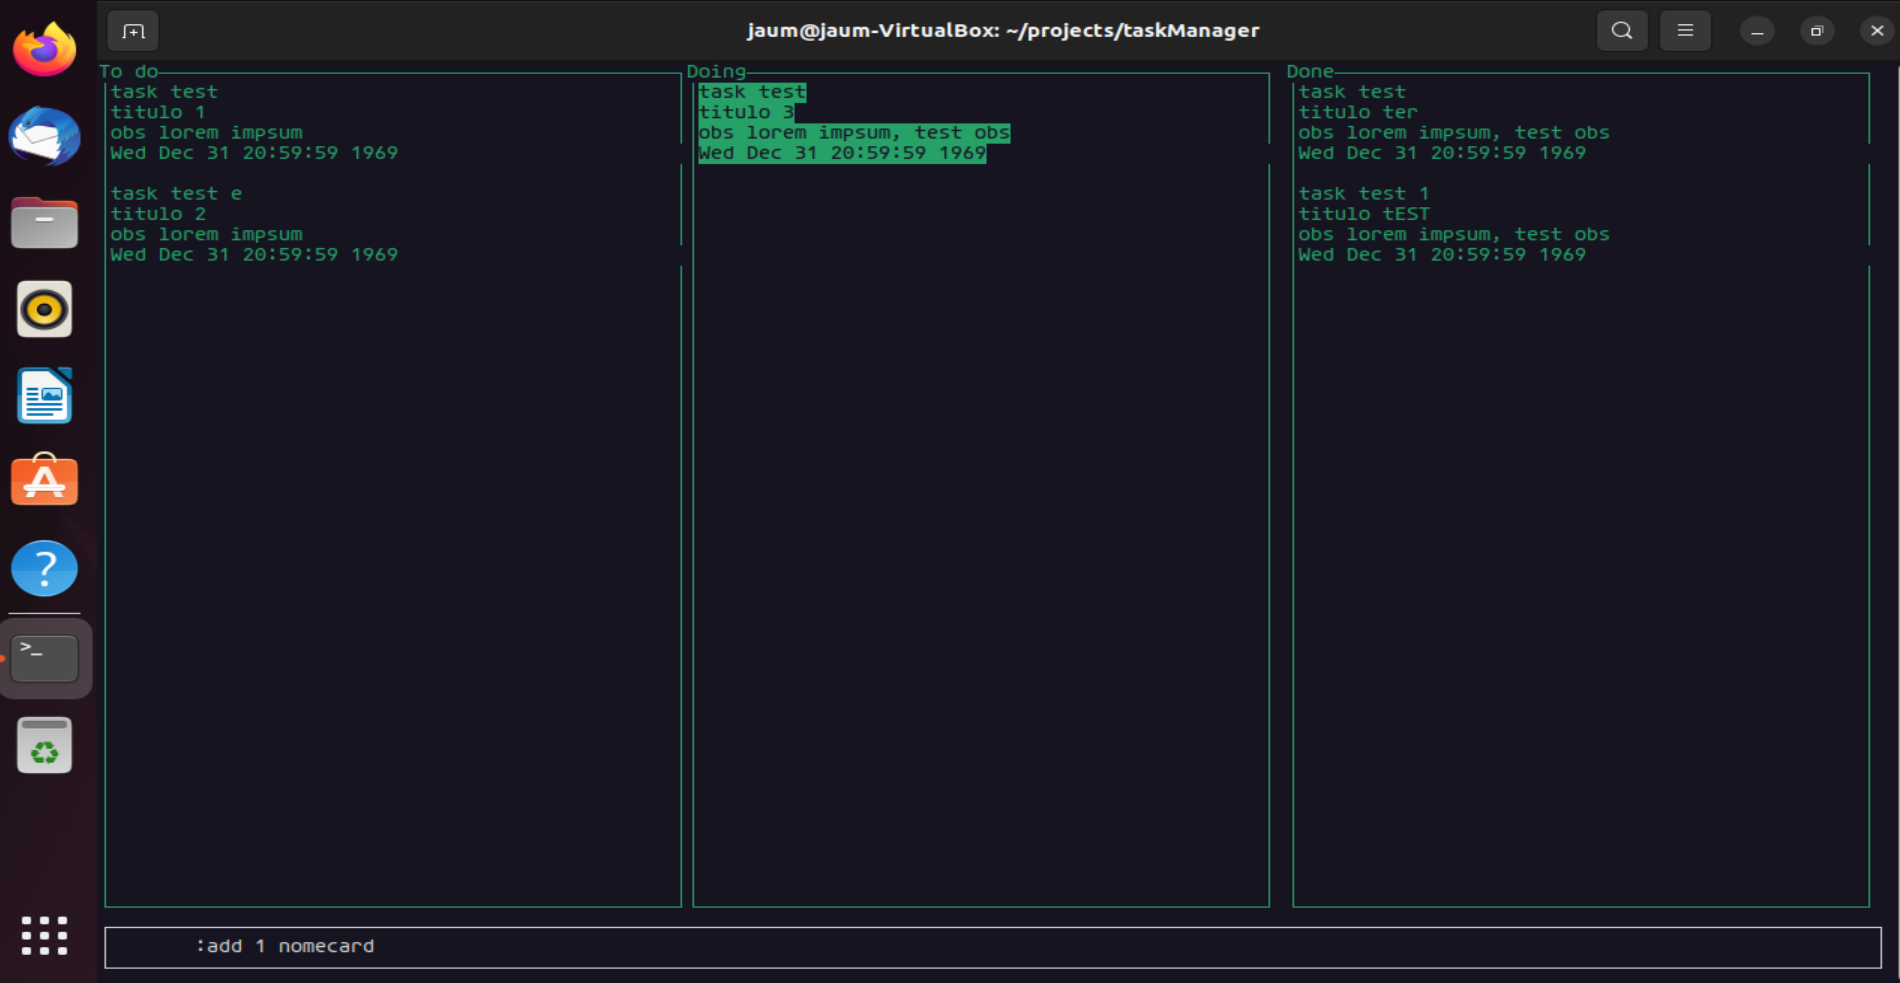 jaum@jaum-VirtualBox: ~/projects/taskManager
To do
task test
titulo 1
obs lorem impsum
Wed Dec 31 20:59:59 1969
task test e
titulo 2
obs lorem impsum
Wed Dec 31 20:59:59 1969
Doing
task test
titulo 3
obs lorem impsum, test obs
Wed Dec 31 20:59:59 1969
Done
task test
titulo ter
obs lorem impsum, test obs
Wed Dec 31 20:59:59 1969
task test 1
titulo tEST
obs lorem impsum, test obs
Wed Dec 31 20:59:59 1969
:add 1 nomecard